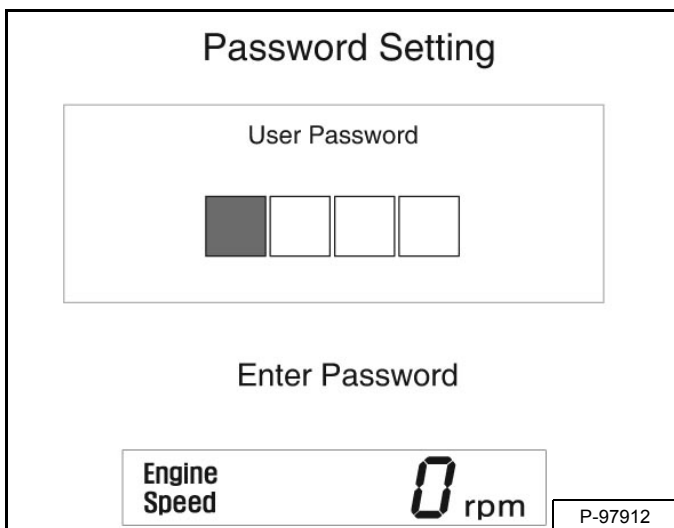 Password Setting
User Password
Enter Password
Engine
Speed
0 rpm
P-97912